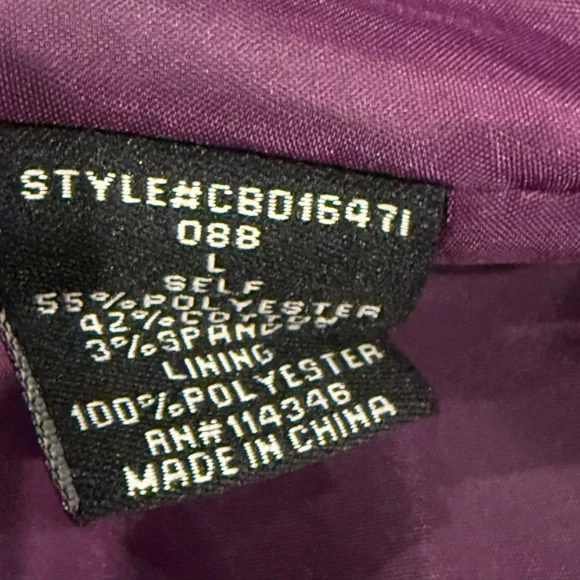 STYLE#CB016471
088
L
SELF
55%POLYESTER
42%COTTON
3%SPANDEX
LINING
100%POLYESTER
RN#114346
MADE IN CHINA